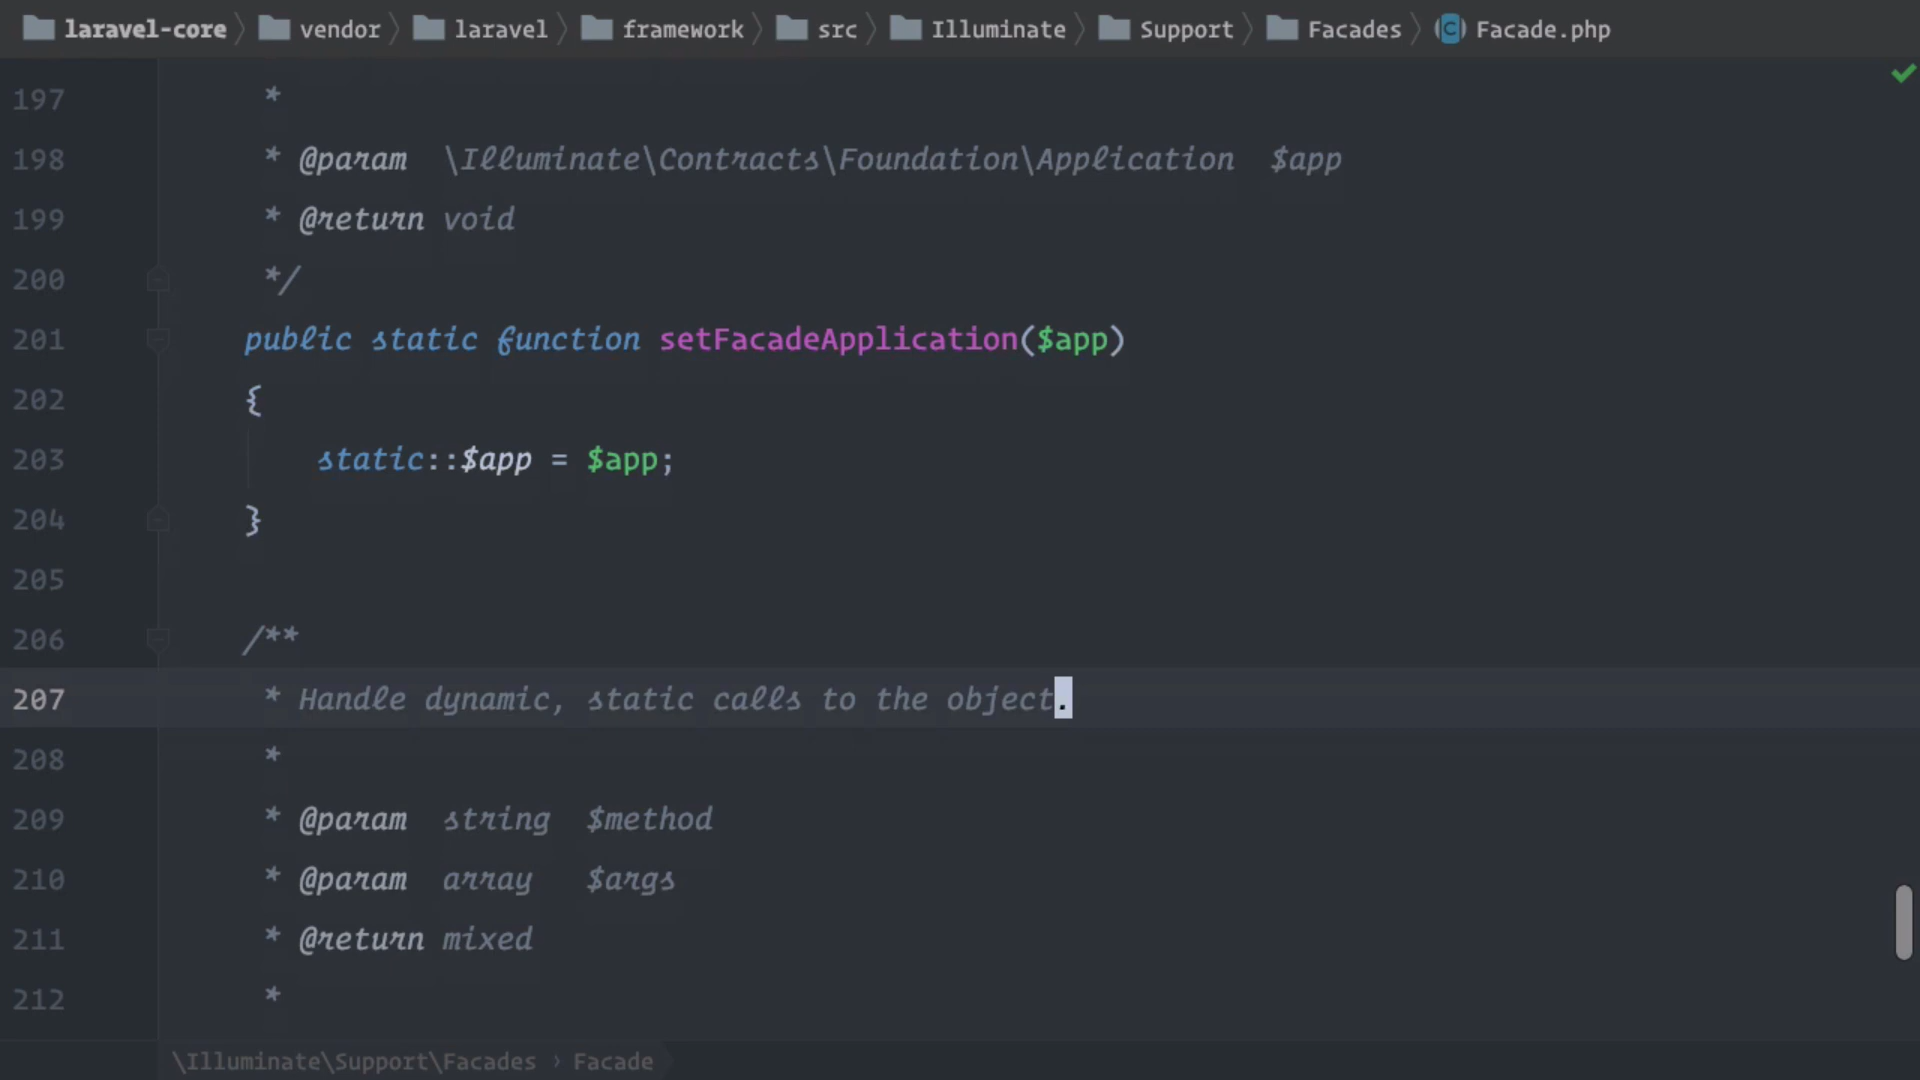 laravel-core vendor laravel framework src Illuminate Support Facades Facade.php
197 *
198 * @param \Illuminate\Contracts\Foundation\Application $app
199 * @return void
200 */
201 public static function setFacadeApplication($app)
202 {
203 static::$app = $app;
204 }
205
206 /**
207 * Handle dynamic, static calls to the object.
208 *
209 * @param string $method
210 * @param array $args
211 * @return mixed
212 *
\Illuminate\Support\Facades › Facade